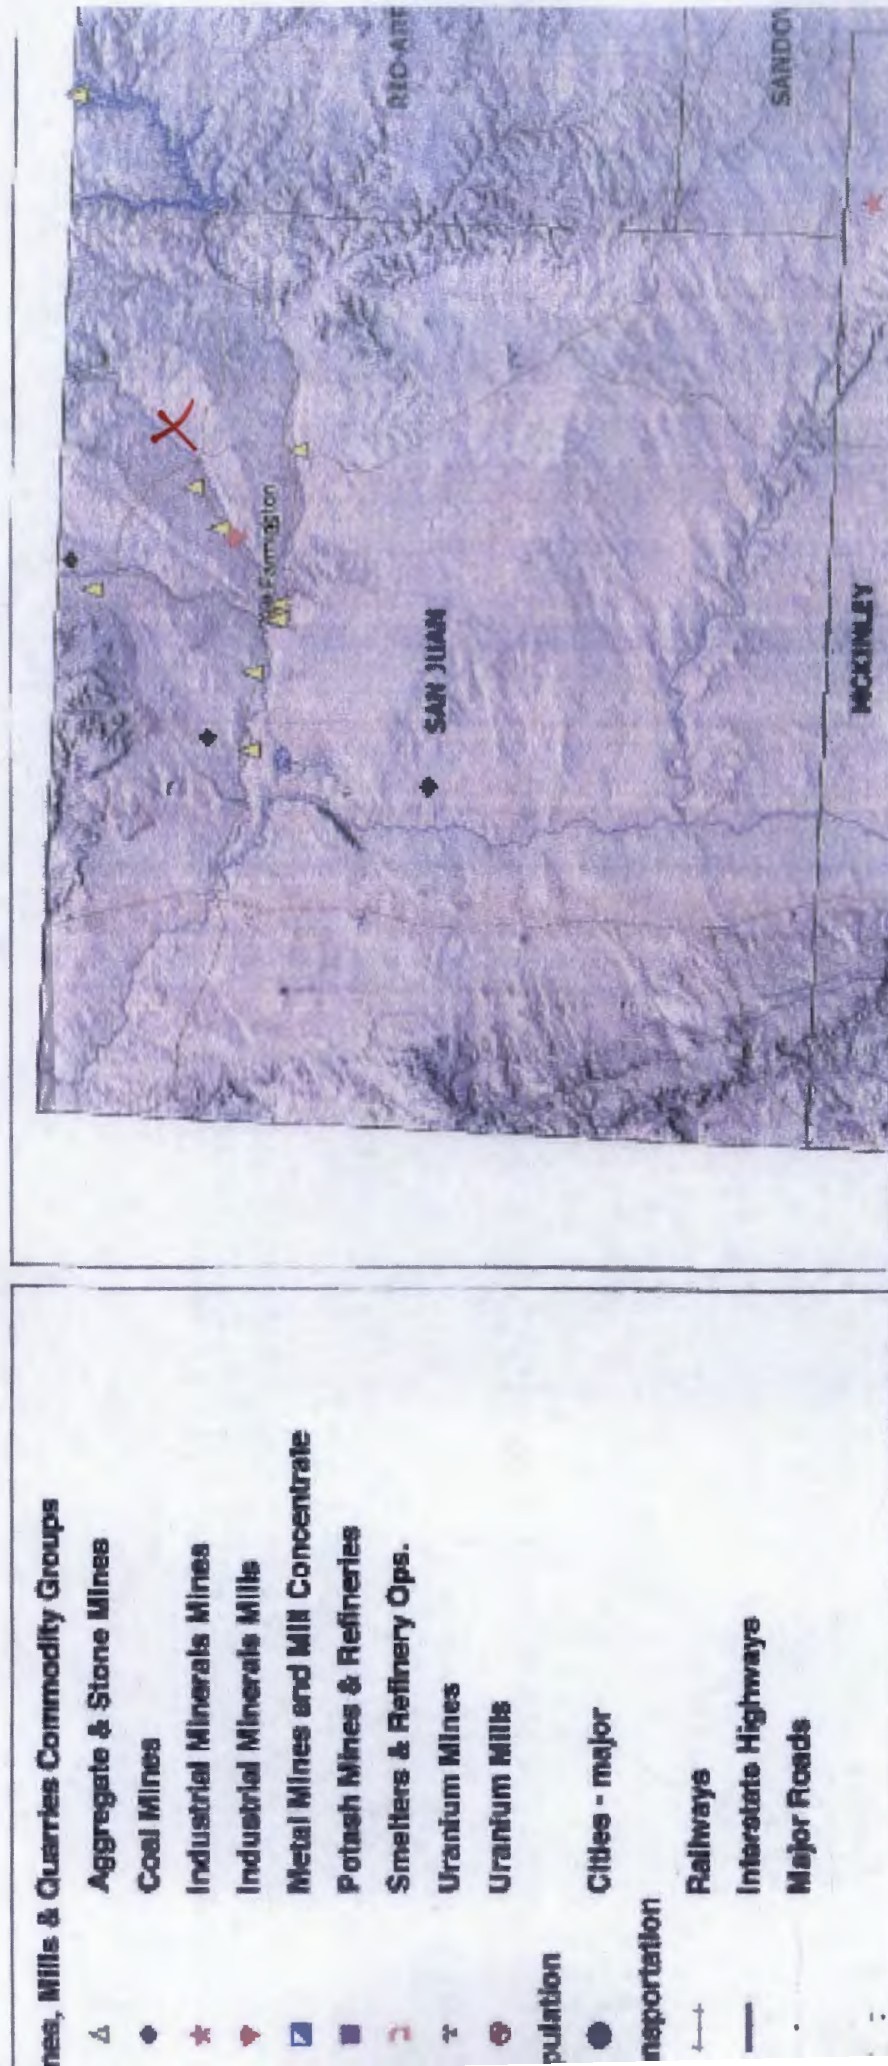 nes, Mills & Quarries Commodity Groups
Aggregate & Stone Mines
Coal Mines
Industrial Minerals Mines
Industrial Minerals Mills
Metal Mines and Mill Concentrate
Potash Mines & Refineries
Smelters & Refinery Ops.
Uranium Mines
Uranium Mills
pulation
Cities - major
nsportation
Railways
Interstate Highways
Major Roads
Farmington
SAN JUAN
MCKINLEY
SANDOV